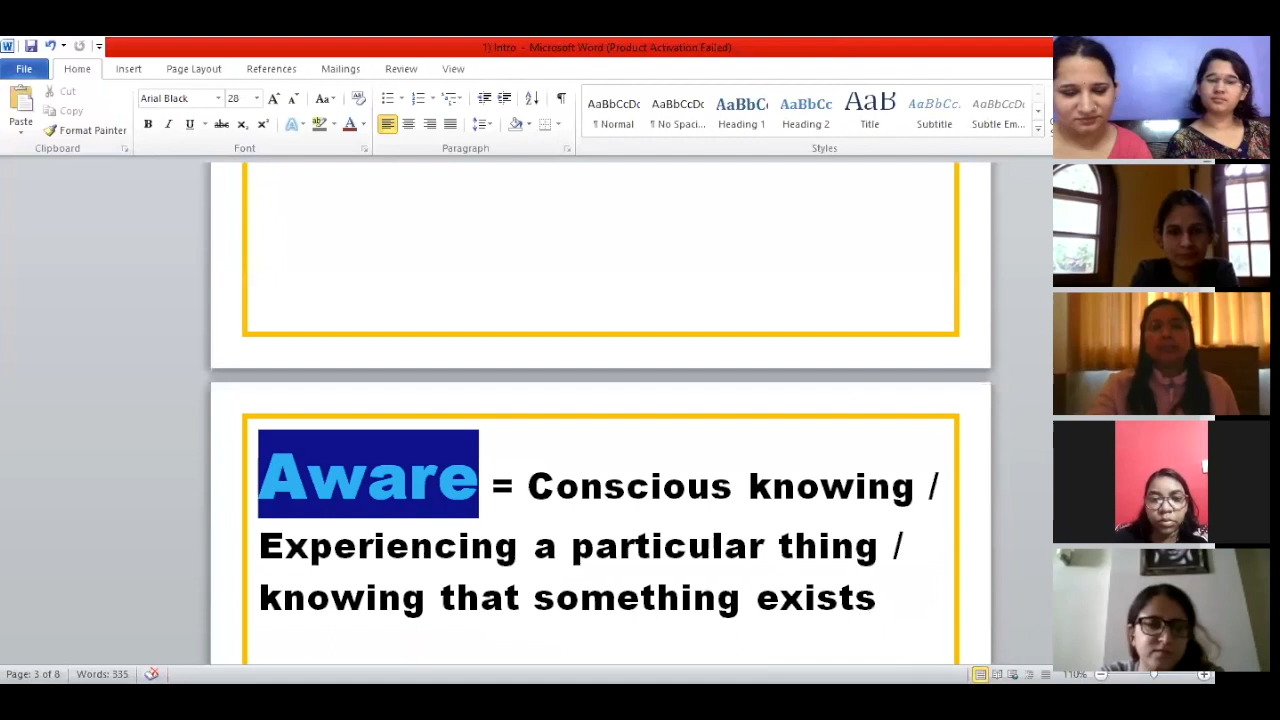 1) Intro - Microsoft Word (Product Activation Failed)
File Home Insert Page Layout References Mailings Review View
Cut
Copy
Paste
Format Painter
Clipboard
Arial Black 28
Font
Paragraph
AaBbCcDc AaBbCcDc AaBbC AaBbCc AaB AaBbCc. AaBbCcDc
¶ Normal ¶ No Spaci... Heading 1 Heading 2 Title Subtitle Subtle Em...
Styles
Aware = Conscious knowing /
Experiencing a particular thing /
knowing that something exists
Page: 3 of 8 Words: 335 110%